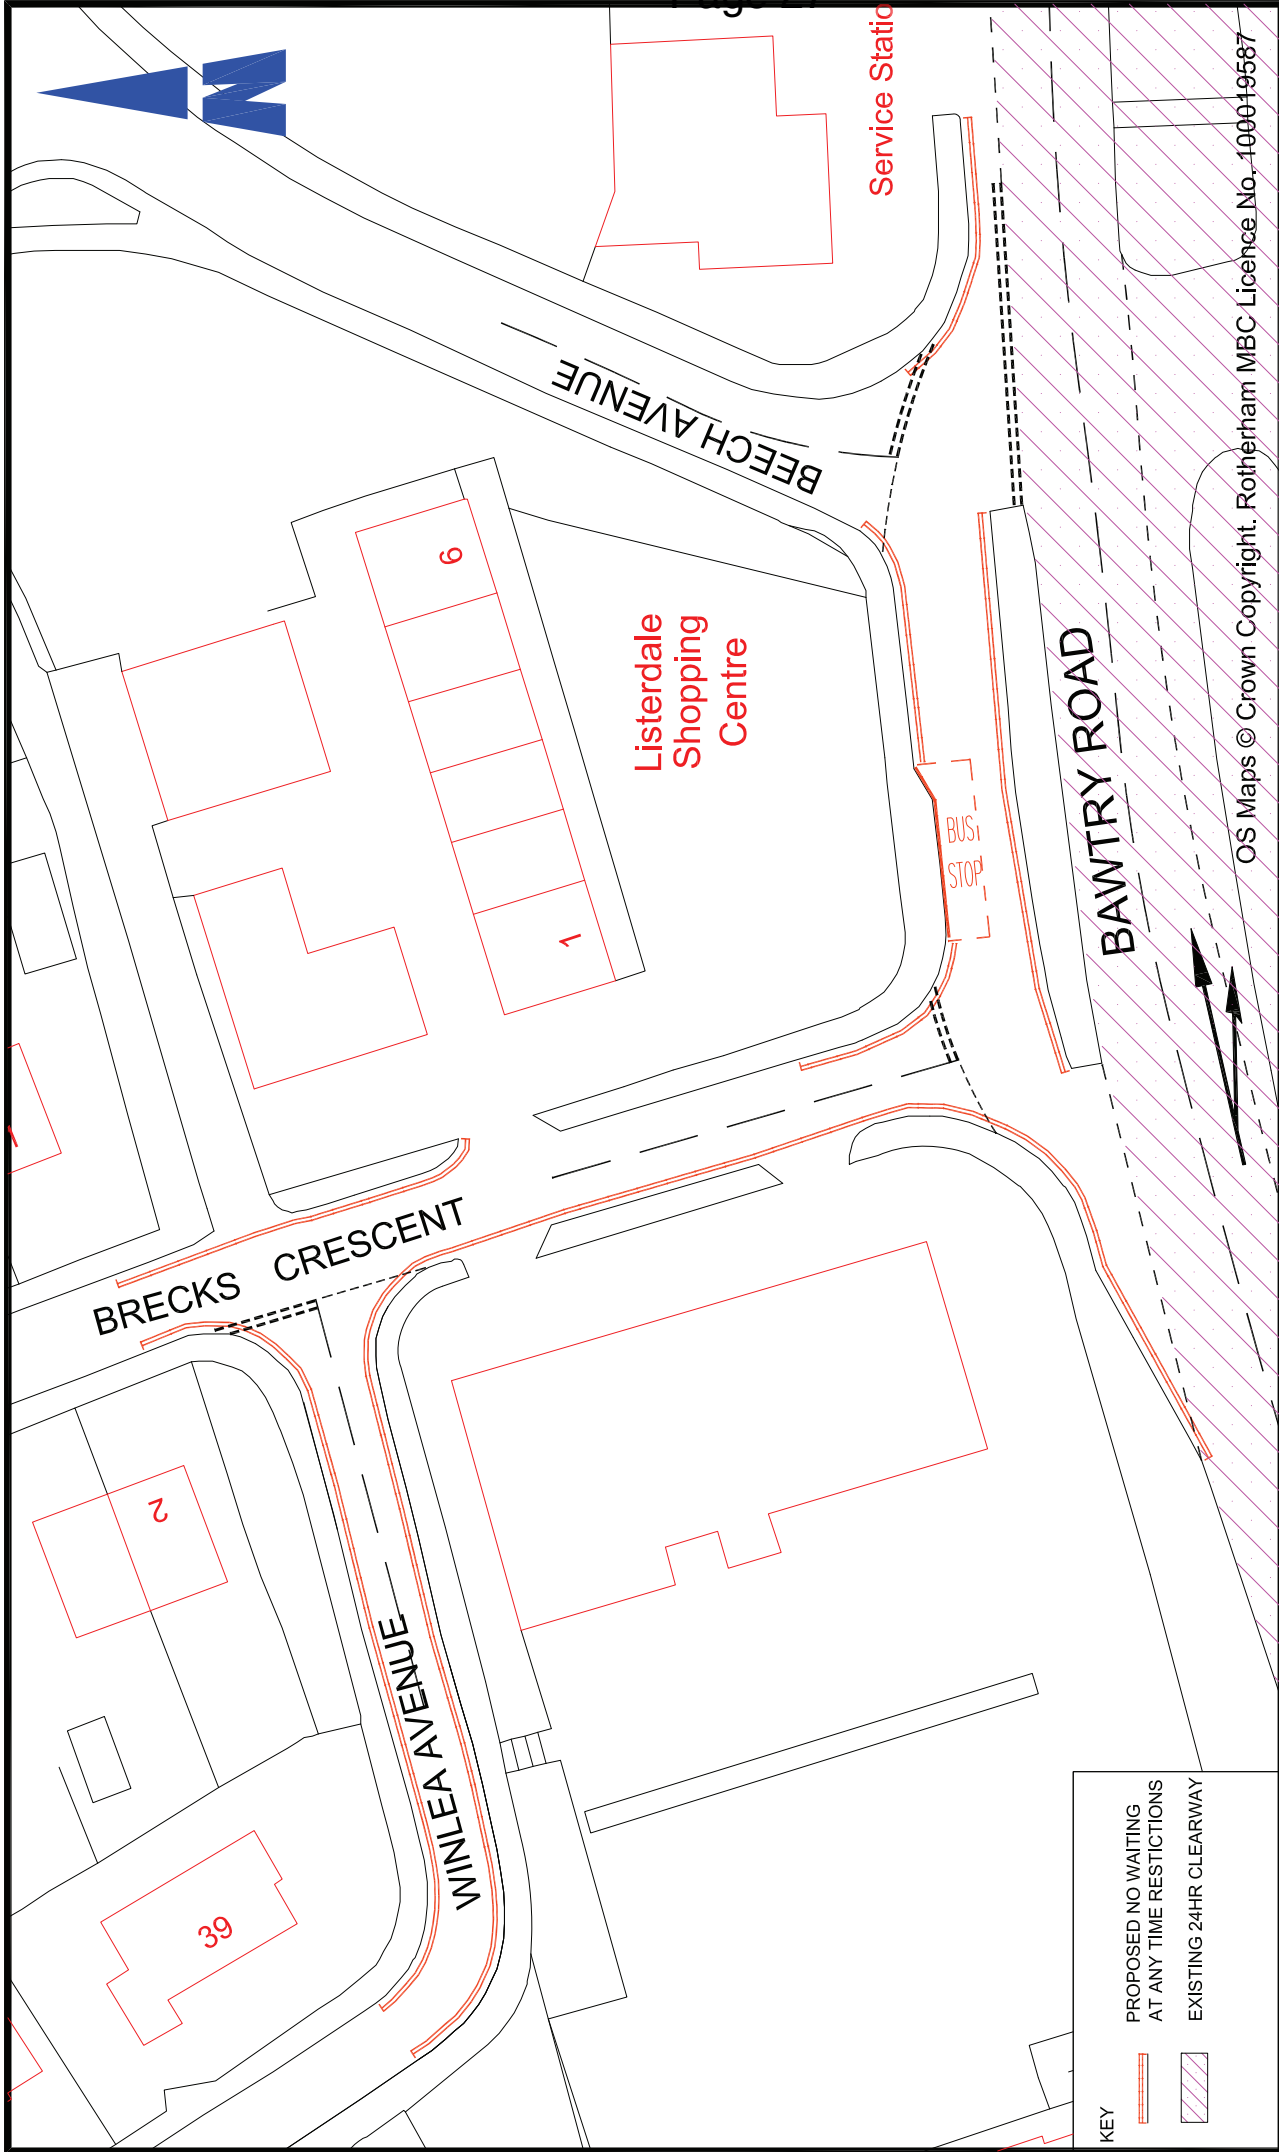 Service Statio
BEECH AVENUE
6
Listerdale
Shopping
Centre
1
BUS
STOP
BAWTRY ROAD
OS Maps © Crown Copyright. Rotherham MBC Licence No. 100019587
BRECKS CRESCENT
2
WINLEA AVENUE
39
KEY
PROPOSED NO WAITING
AT ANY TIME RESTICTIONS
EXISTING 24HR CLEARWAY